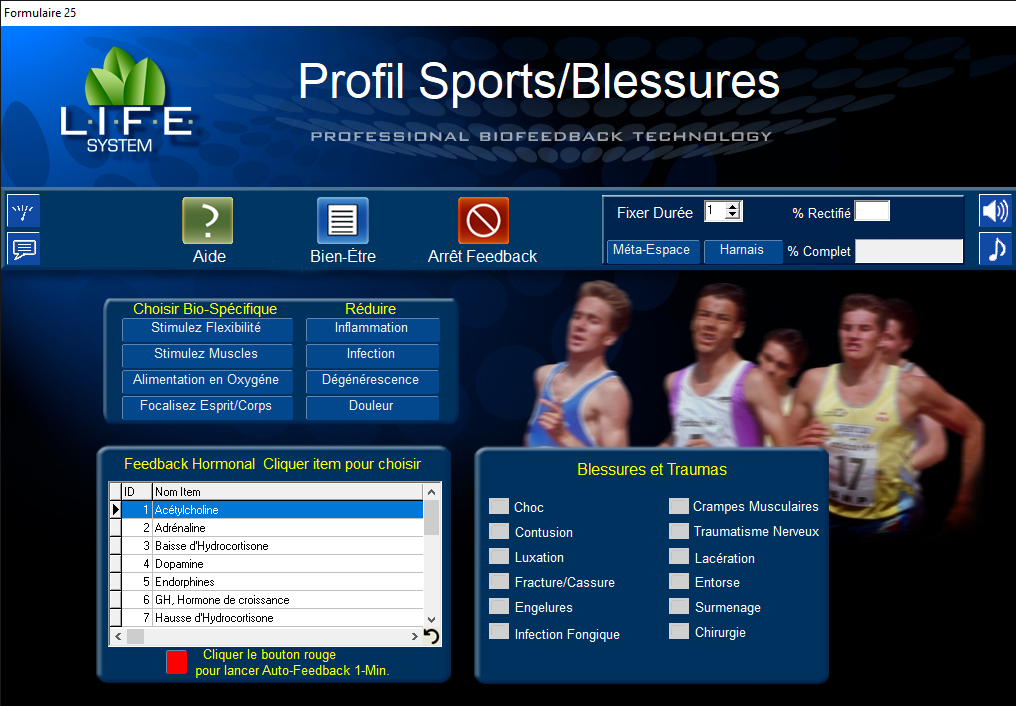 Formulaire 25
L·I·F·E·
SYSTEM
Profil Sports/Blessures
PROFESSIONAL BIOFEEDBACK TECHNOLOGY
?
Aide
Bien-Être
Arrêt Feedback
Fixer Durée 1
% Rectifié
Méta-Espace
Harnais
% Complet
Choisir Bio-Spécifique
Stimulez Flexibilité
Stimulez Muscles
Alimentation en Oxygéne
Focalisez Esprit/Corps
Réduire
Inflammation
Infection
Dégénérescence
Douleur
Feedback Hormonal Cliquer item pour choisir
ID Nom Item
1 Acétylcholine
2 Adrénaline
3 Baisse d'Hydrocortisone
4 Dopamine
5 Endorphines
6 GH, Hormone de croissance
7 Hausse d'Hydrocortisone
Cliquer le bouton rouge
pour lancer Auto-Feedback 1-Min.
Blessures et Traumas
Choc
Contusion
Luxation
Fracture/Cassure
Engelures
Infection Fongique
Crampes Musculaires
Traumatisme Nerveux
Lacération
Entorse
Surmenage
Chirurgie
17